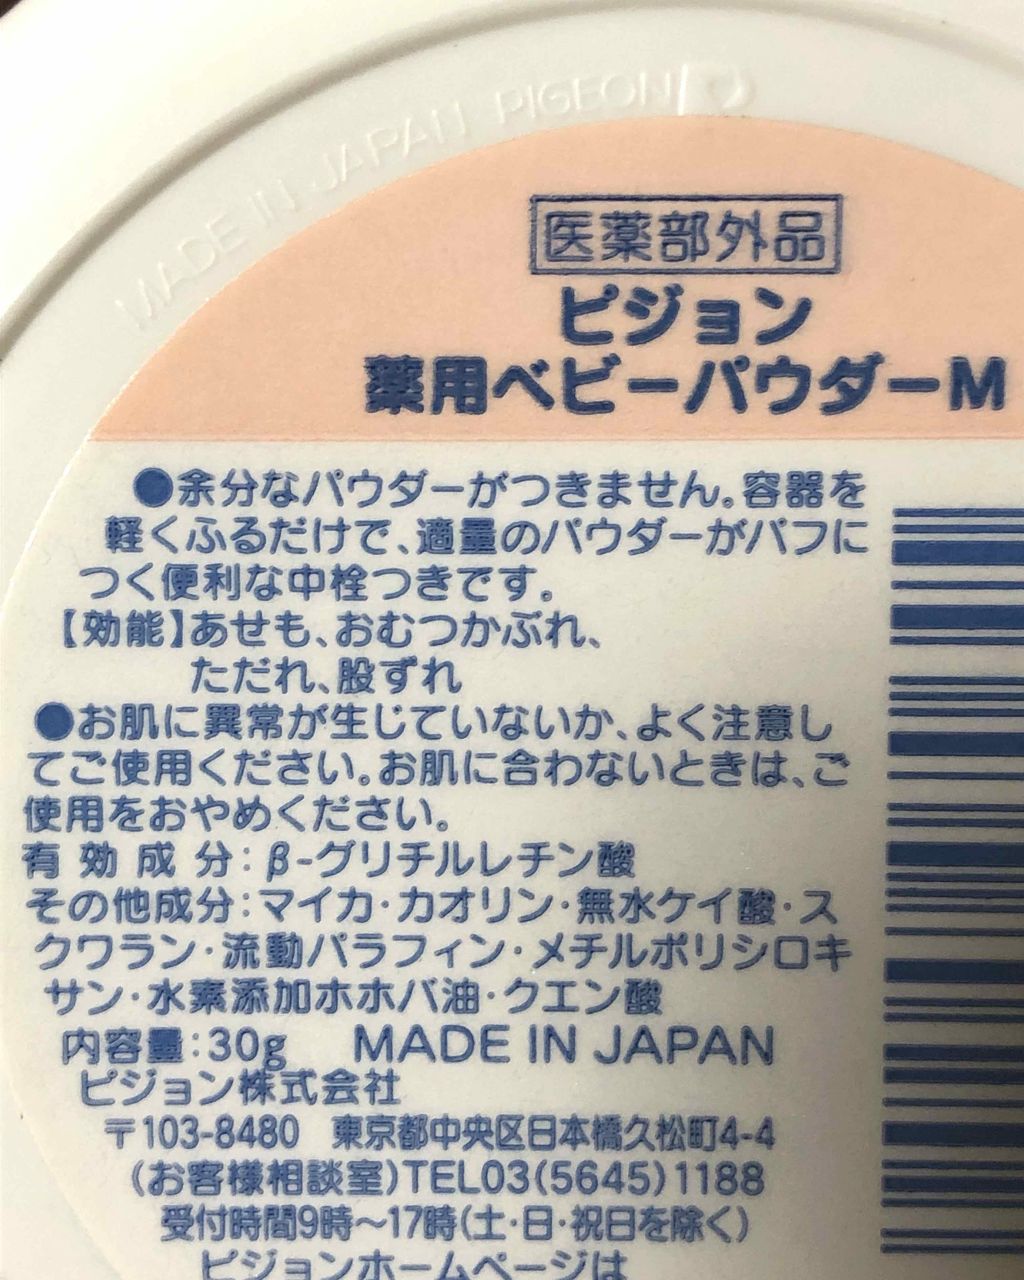 MADE IN JAPAN PIGEON
医薬部外品
ピジョン
薬用ベビーパウダーM
●余分なパウダーがつきません。容器を
軽くふるだけで、適量のパウダーがパフに
つく便利な中栓つきです。
【効能】あせも、おむつかぶれ、
ただれ、股ずれ
●お肌に異常が生じていないか、よく注意し
てご使用ください。お肌に合わないときは、ご
使用をおやめください。
有効成分：β-グリチルレチン酸
その他成分：マイカ・カオリン・無水ケイ酸・ス
クワラン・流動パラフィン・メチルポリシロキ
サン・水素添加ホホバ油・クエン酸
内容量：30g MADE IN JAPAN
ピジョン株式会社
〒103-8480 東京都中央区日本橋久松町4-4
(お客様相談室)TEL03(5645)1188
受付時間9時〜17時(土・日・祝日を除く)
ピジョンホームページは